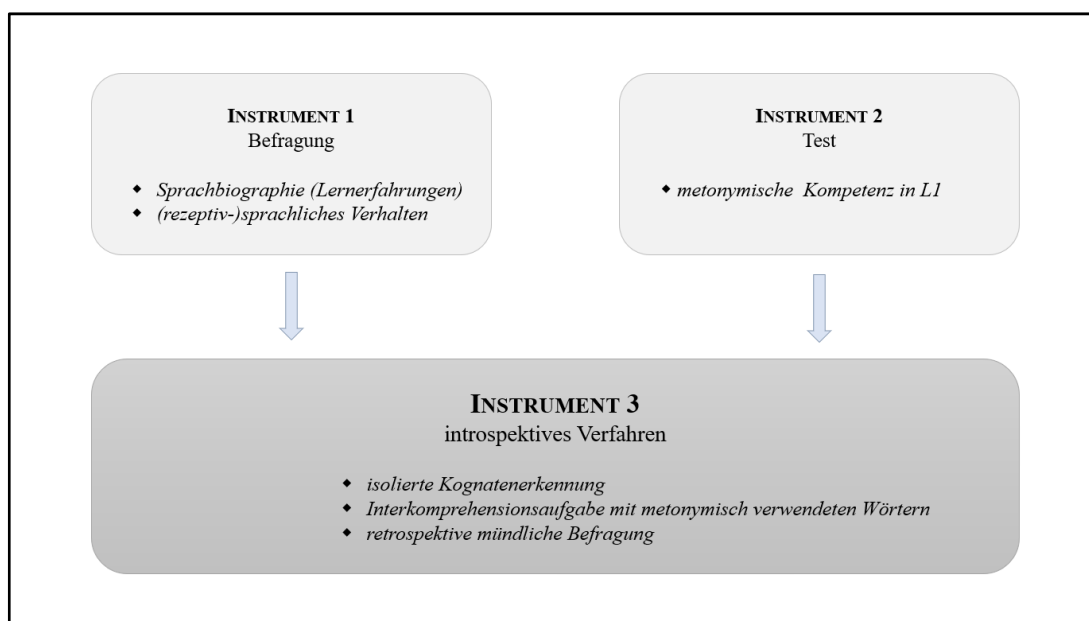 INSTRUMENT 1
Befragung
◆ Sprachbiographie (Lernerfahrungen)
◆ (rezeptiv-)sprachliches Verhalten
INSTRUMENT 2
Test
◆ metonymische Kompetenz in L1
INSTRUMENT 3
introspektives Verfahren
◆ isolierte Kognatenerkennung
◆ Interkomprehensionsaufgabe mit metonymisch verwendeten Wörtern
◆ retrospektive mündliche Befragung